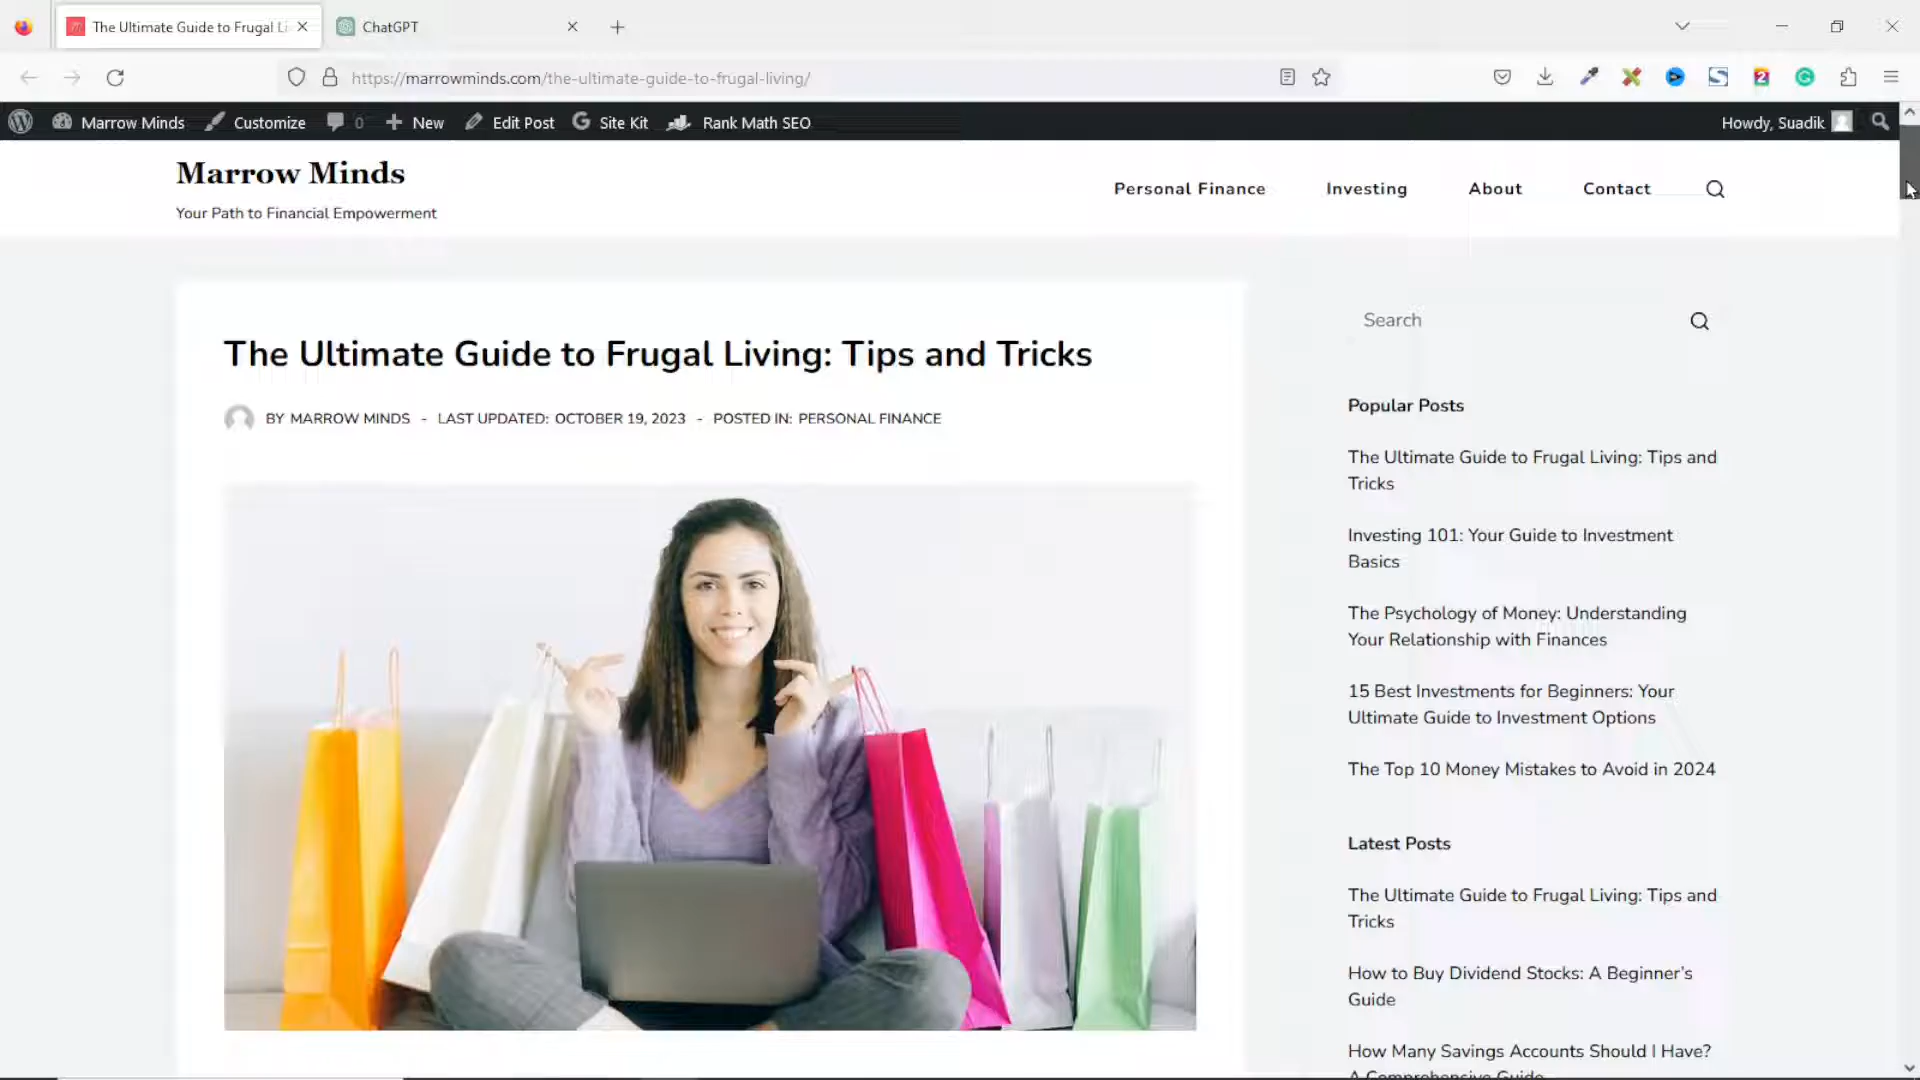 The Ultimate Guide to Frugal Li
ChatGPT
https://marrowminds.com/the-ultimate-guide-to-frugal-living/
Marrow Minds
Customize
0
New
Edit Post
Site Kit
Rank Math SEO
Howdy, Suadik
Marrow Minds
Your Path to Financial Empowerment
Personal Finance
Investing
About
Contact
The Ultimate Guide to Frugal Living: Tips and Tricks
BY MARROW MINDS - LAST UPDATED: OCTOBER 19, 2023 - POSTED IN: PERSONAL FINANCE
Search
Popular Posts
The Ultimate Guide to Frugal Living: Tips and
Tricks
Investing 101: Your Guide to Investment
Basics
The Psychology of Money: Understanding
Your Relationship with Finances
15 Best Investments for Beginners: Your
Ultimate Guide to Investment Options
The Top 10 Money Mistakes to Avoid in 2024
Latest Posts
The Ultimate Guide to Frugal Living: Tips and
Tricks
How to Buy Dividend Stocks: A Beginner's
Guide
How Many Savings Accounts Should I Have?
A Comprehensive Guide